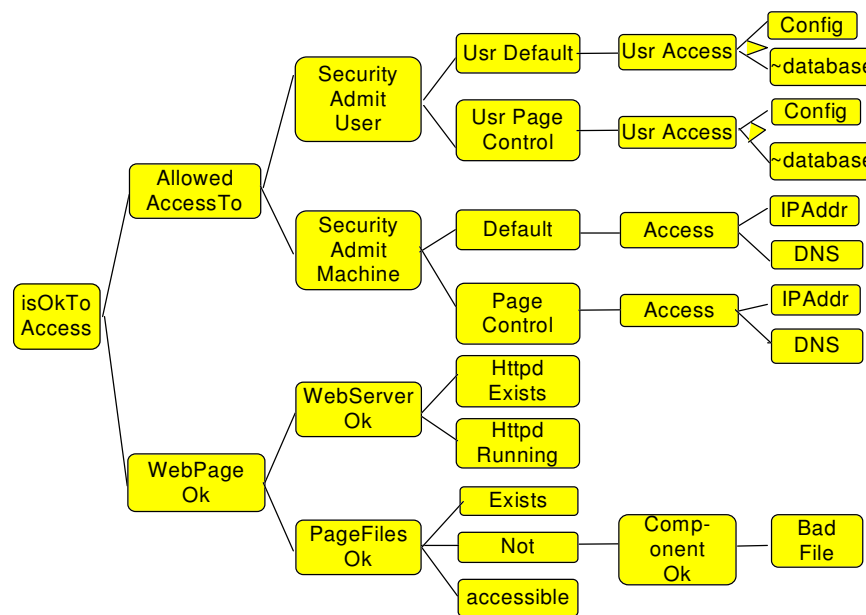 isOkTo
Access
Allowed
AccessTo
WebPage
Ok
Security
Admit
User
Security
Admit
Machine
WebServer
Ok
PageFiles
Ok
Usr Default
Usr Page
Control
Default
Page
Control
Httpd
Exists
Httpd
Running
Exists
Not
accessible
Usr Access
Usr Access
Access
Access
Comp-
onent
Ok
Config
~database
Config
~database
IPAddr
DNS
IPAddr
DNS
Bad
File